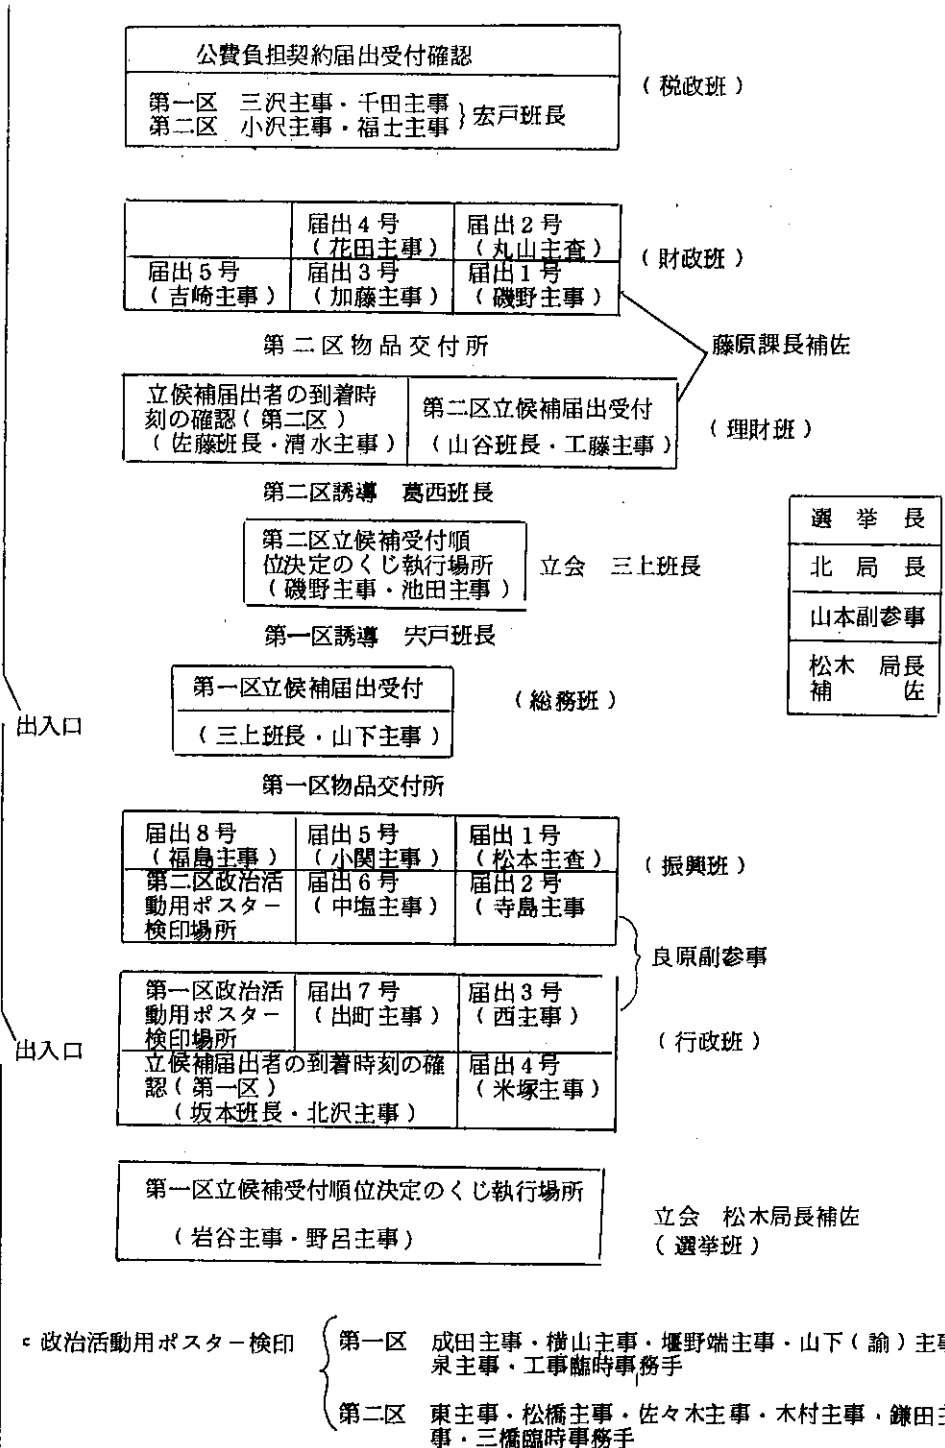 公費負担契約届出受付確認
第一区 三沢主事・千田主事
第二区 小沢主事・福士主事
宏戸班長
(税政班)
届出4号
(花田主事)
届出2号
(丸山主査)
届出5号
(吉崎主事)
届出3号
(加藤主事)
届出1号
(磯野主事)
(財政班)
第二区物品交付所
藤原課長補佐
立候補届出者の到着時
刻の確認(第二区)
(佐藤班長・清水主事)
第二区立候補届出受付
(山谷班長・工藤主事)
(理財班)
第二区誘導 葛西班長
第二区立候補受付順
位決定のくじ執行場所
(磯野主事・池田主事)
立会 三上班長
選挙長
北局長
山本副参事
松木 局長
補佐
第一区誘導 宍戸班長
第一区立候補届出受付
(三上班長・山下主事)
(総務班)
出入口
第一区物品交付所
届出8号
(福島主事)
届出5号
(小関主事)
届出1号
(松本主査)
(振興班)
第二区政治活
動用ポスター
検印場所
届出6号
(中塩主事)
届出2号
(寺島主事
良原副参事
第一区政治活
動用ポスター
検印場所
届出7号
(出町主事)
届出3号
(西主事)
(行政班)
出入口
立候補届出者の到着時刻の確
認(第一区)
(坂本班長・北沢主事)
届出4号
(米塚主事)
第一区立候補受付順位決定のくじ執行場所
(岩谷主事・野呂主事)
立会 松木局長補佐
(選挙班)
政治活動用ポスター検印
第一区 成田主事・横山主事・堰野端主事・山下(諭)主事
泉主事・工事臨時事務手
第二区 東主事・松橋主事・佐々木主事・木村主事・鎌田主
事・三橋臨時事務手